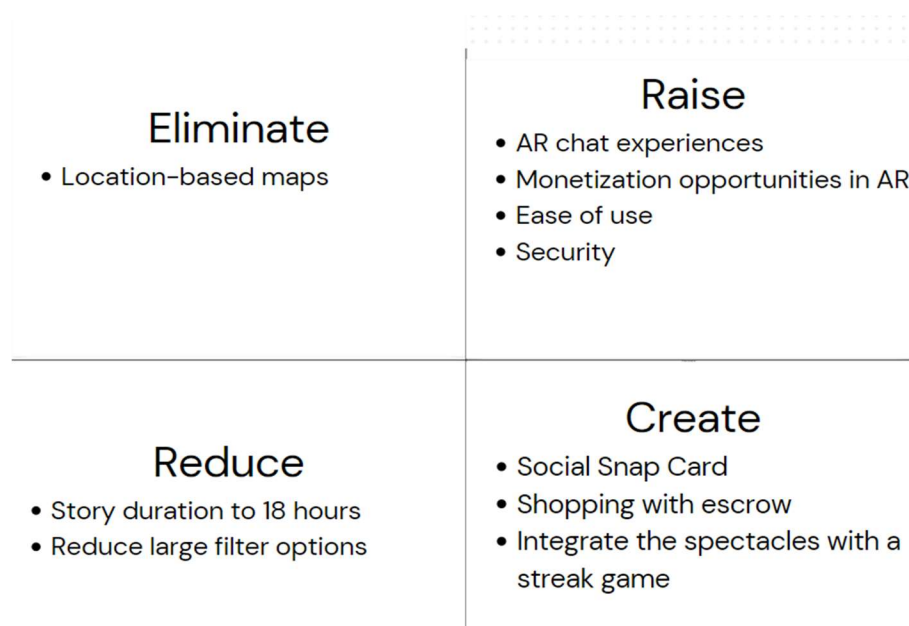 Eliminate
• Location-based maps
Raise
• AR chat experiences
• Monetization opportunities in AR
• Ease of use
• Security
Reduce
• Story duration to 18 hours
• Reduce large filter options
Create
• Social Snap Card
• Shopping with escrow
• Integrate the spectacles with a
streak game